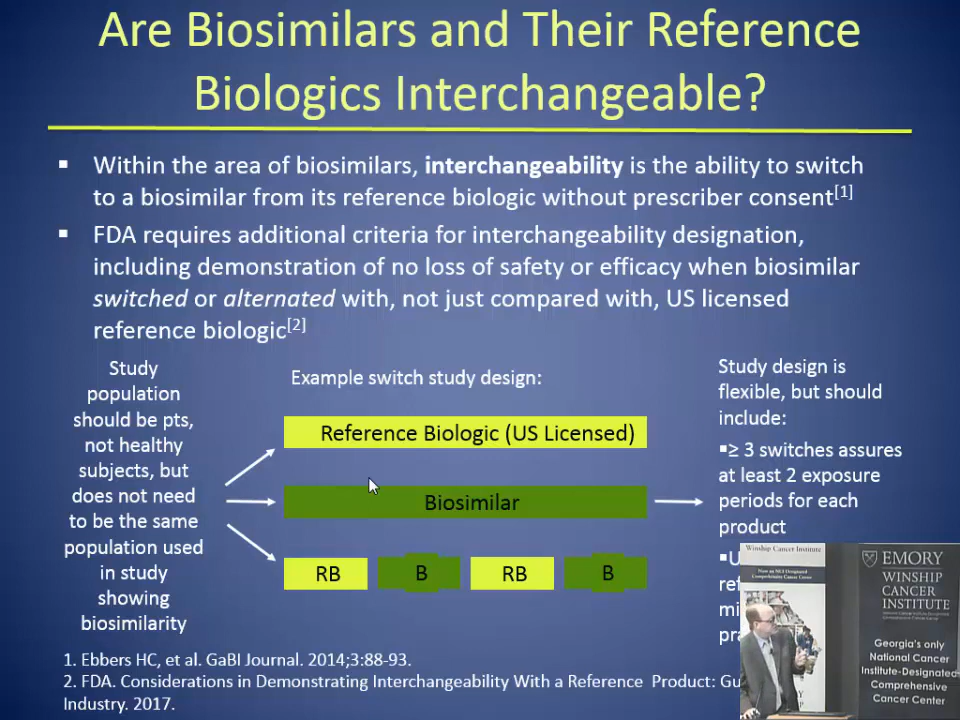 Are Biosimilars and Their Reference
Biologics Interchangeable?
▪ Within the area of biosimilars, interchangeability is the ability to switch
to a biosimilar from its reference biologic without prescriber consent[1]
▪ FDA requires additional criteria for interchangeability designation,
including demonstration of no loss of safety or efficacy when biosimilar
switched or alternated with, not just compared with, US licensed
reference biologic[2]
Study
population
should be pts,
not healthy
subjects, but
does not need
to be the same
population used
in study
showing
biosimilarity
Example switch study design:
Reference Biologic (US Licensed)
Biosimilar
RB B RB B
Study design is
flexible, but should
include:
▪≥ 3 switches assures
at least 2 exposure
periods for each
product
1. Ebbers HC, et al. GaBI Journal. 2014;3:88-93.
2. FDA. Considerations in Demonstrating Interchangeability With a Reference Product:
Industry. 2017.
Winship Cancer Institute
Now an NCI-Designated
Comprehensive Cancer Center
EMORY
WINSHIP
CANCER
INSTITUTE
Georgia's only
National Cancer
Institute-Designated
Comprehensive
Cancer Center